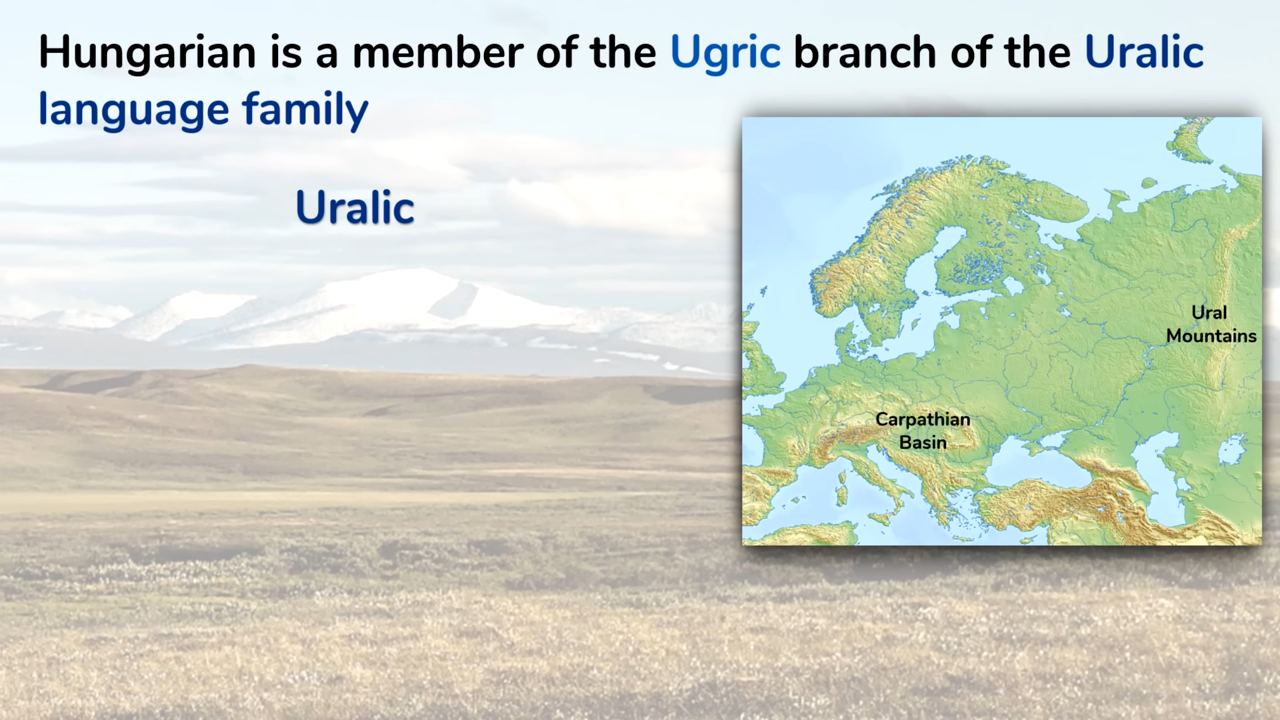 Hungarian is a member of the Ugric branch of the Uralic
language family
Uralic
Ural
Mountains
Carpathian
Basin